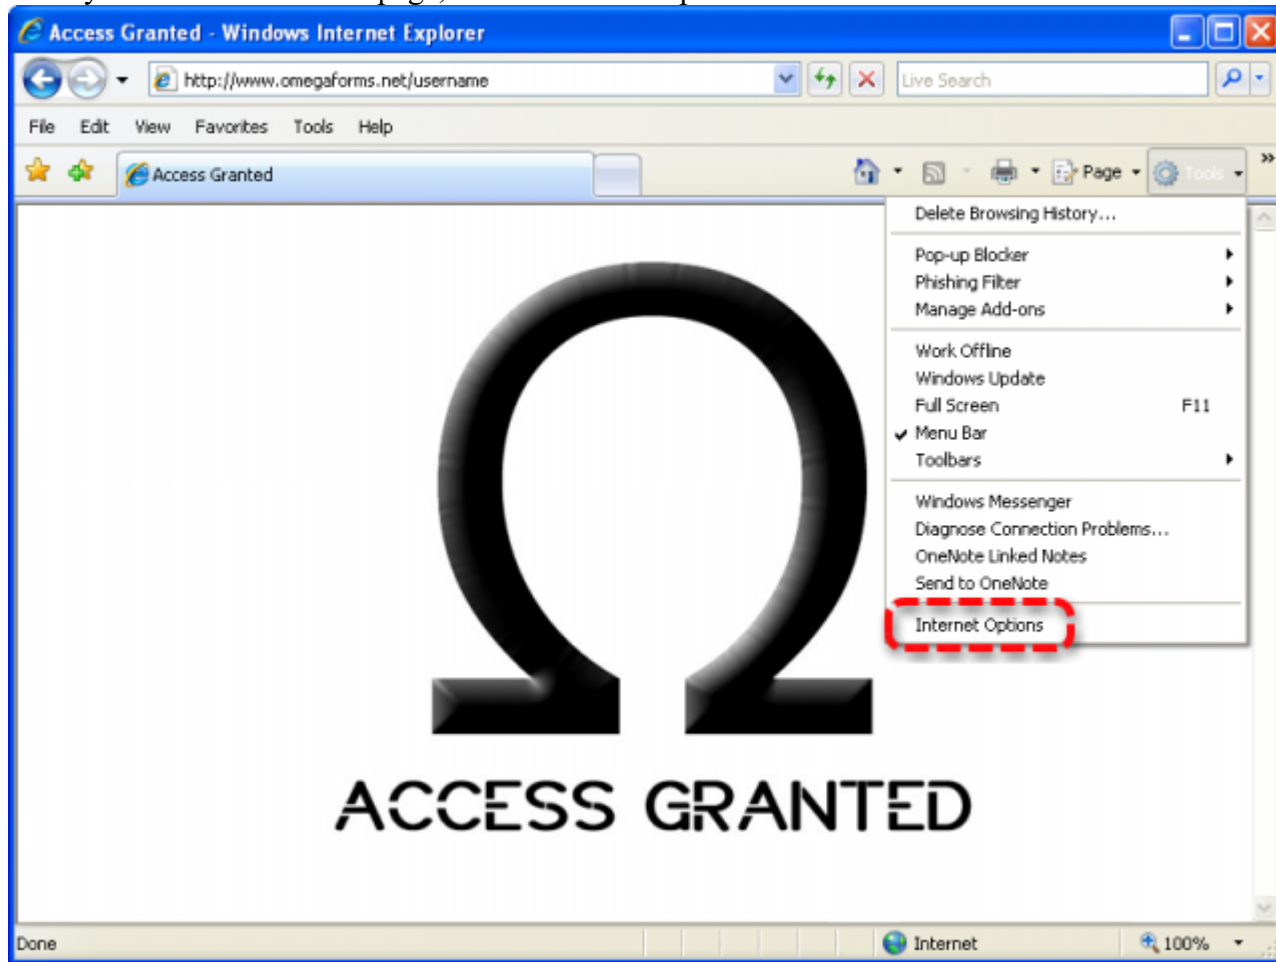 Access Granted - Windows Internet Explorer
http://www.omegaforms.net/username
Live Search
File Edit View Favorites Tools Help
Access Granted
Page
Tools
Delete Browsing History...
Pop-up Blocker
Phishing Filter
Manage Add-ons
Work Offline
Windows Update
Full Screen F11
Menu Bar
Toolbars
Windows Messenger
Diagnose Connection Problems...
OneNote Linked Notes
Send to OneNote
Internet Options
Ω
ACCESS GRANTED
Done
Internet
100%